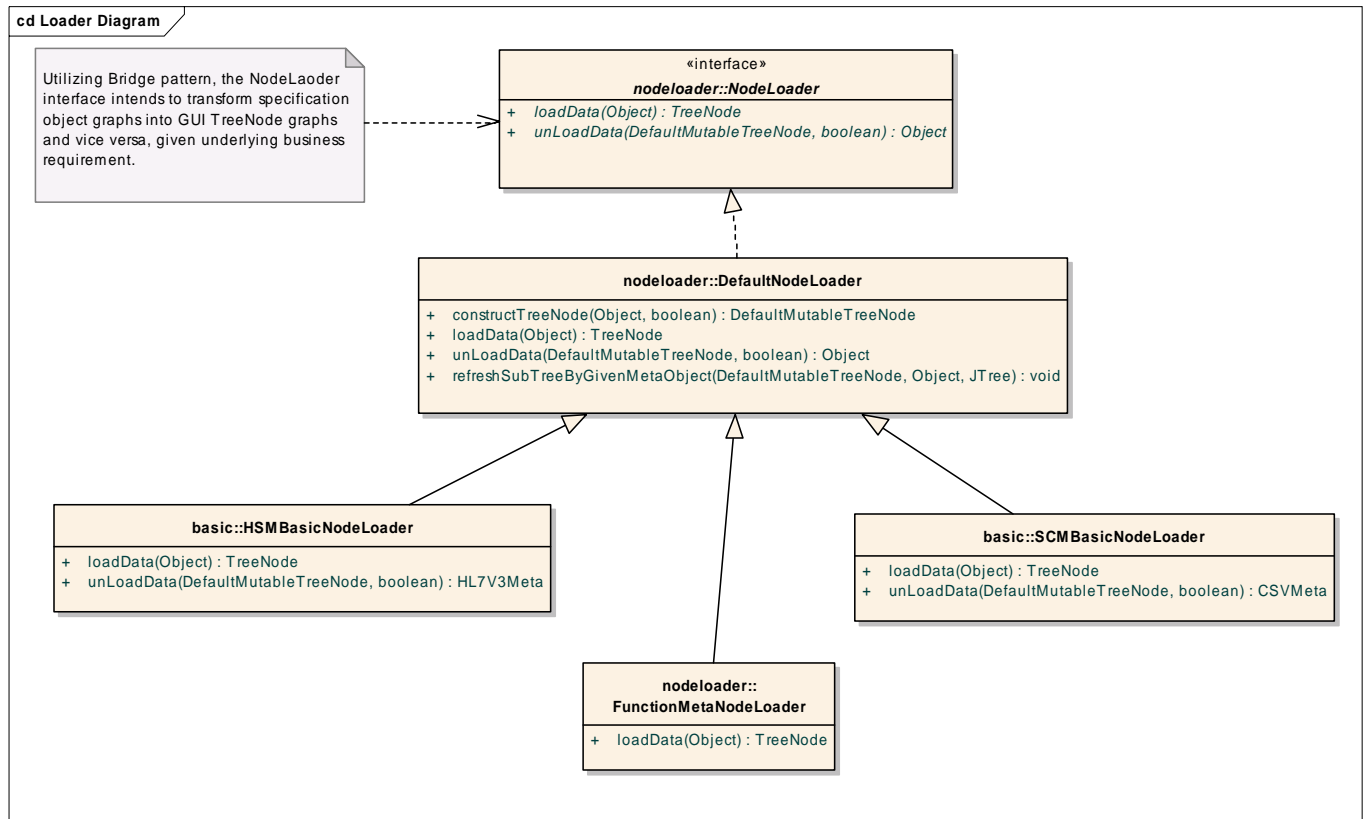 cd Loader Diagram
Utilizing Bridge pattern, the NodeLaoder
interface intends to transform specification
object graphs into GUI TreeNode graphs
and vice versa, given underlying business
requirement.
«interface»
nodeloader::NodeLoader
+ loadData(Object) : TreeNode
+ unLoadData(DefaultMutableTreeNode, boolean) : Object
nodeloader::DefaultNodeLoader
+ constructTreeNode(Object, boolean) : DefaultMutableTreeNode
+ loadData(Object) : TreeNode
+ unLoadData(DefaultMutableTreeNode, boolean) : Object
+ refreshSubTreeByGivenMetaObject(DefaultMutableTreeNode, Object, JTree) : void
basic::HSMBasicNodeLoader
+ loadData(Object) : TreeNode
+ unLoadData(DefaultMutableTreeNode, boolean) : HL7V3Meta
basic::SCMBasicNodeLoader
+ loadData(Object) : TreeNode
+ unLoadData(DefaultMutableTreeNode, boolean) : CSVMeta
nodeloader::
FunctionMetaNodeLoader
+ loadData(Object) : TreeNode